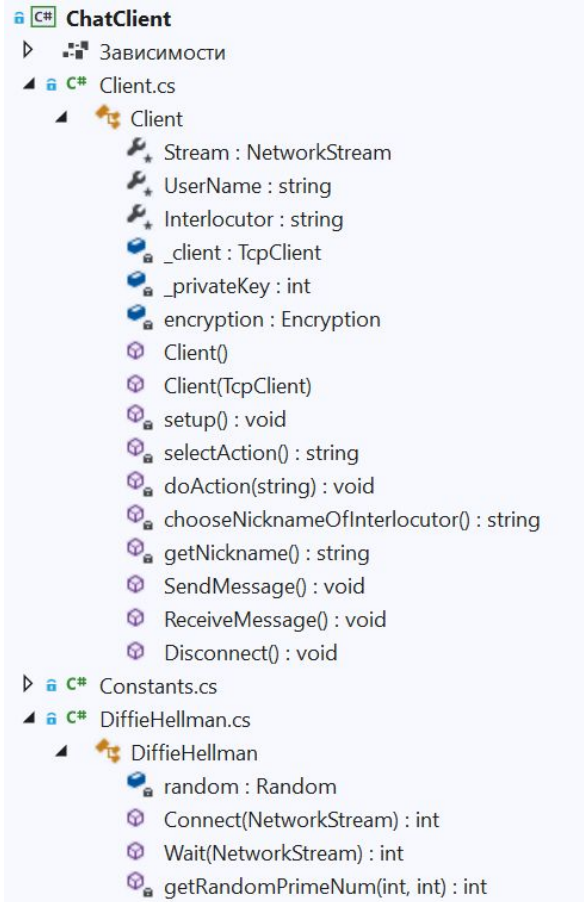 C# ChatClient
Зависимости
C# Client.cs
Client
Stream : NetworkStream
UserName : string
Interlocutor : string
_client : TcpClient
_privateKey : int
encryption : Encryption
Client()
Client(TcpClient)
setup() : void
selectAction() : string
doAction(string) : void
chooseNicknameOfInterlocutor() : string
getNickname() : string
SendMessage() : void
ReceiveMessage() : void
Disconnect() : void
C# Constants.cs
C# DiffieHellman.cs
DiffieHellman
random : Random
Connect(NetworkStream) : int
Wait(NetworkStream) : int
getRandomPrimeNum(int, int) : int